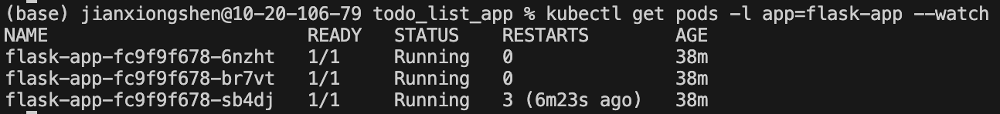 (base) jianxiongshen@10-20-106-79 todo_list_app % kubectl get pods -l app=flask-app --watch
NAME READY STATUS RESTARTS AGE
flask-app-fc9f9f678-6nzht 1/1 Running 0 38m
flask-app-fc9f9f678-br7vt 1/1 Running 0 38m
flask-app-fc9f9f678-sb4dj 1/1 Running 3 (6m23s ago) 38m